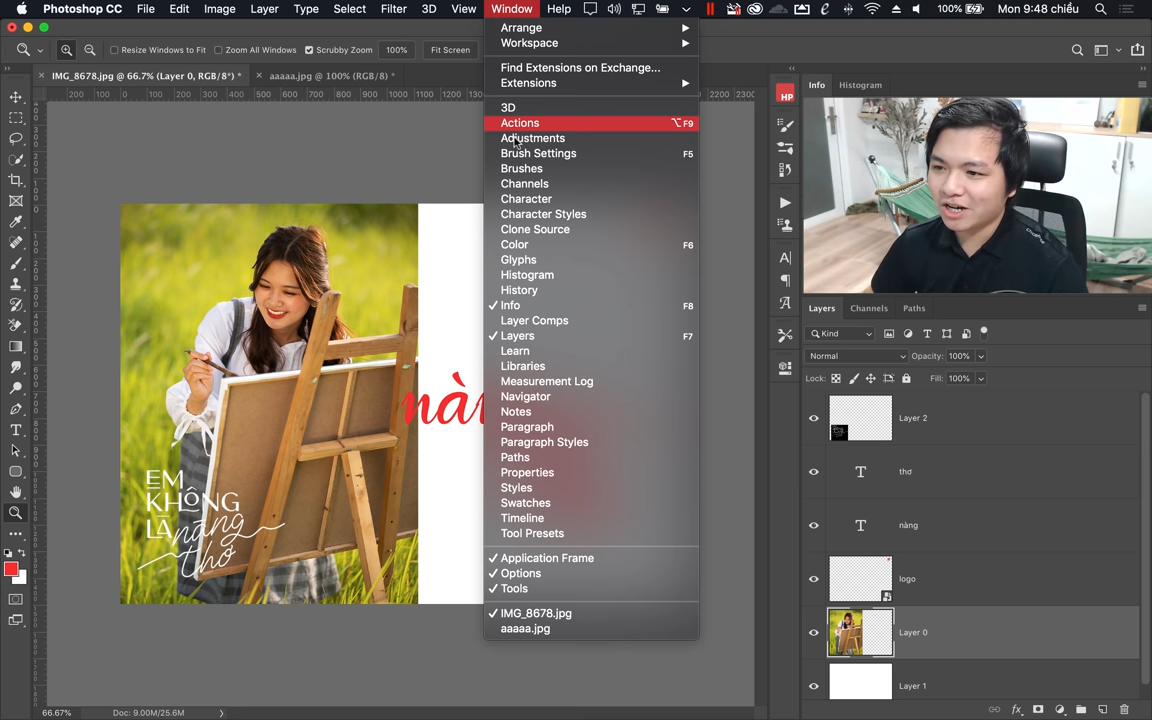 Photoshop CC File Edit Image Layer Type Select Filter 3D View Window Help 100% Mon 9:48 chiều
Resize Windows to Fit All Windows Scrubby Zoom 100% Fit Screen
IMG_8678.jpg @ 66.7% (Layer 0, RGB/8*) * aaaaa.jpg @ 100% (RGB/8) *
200 100 0 100 200 300 400 500 600 700 800 900 1000 1100 1200 2200 2300
Arrange
Workspace
Find Extensions on Exchange...
Extensions
3D
Actions ⌥F9
Adjustments
Brush Settings F5
Brushes
Channels
Character
Character Styles
Clone Source
Color F6
Glyphs
Histogram
History
✓ Info F8
Layer Comps
✓ Layers F7
Learn
Libraries
Measurement Log
Navigator
Notes
Paragraph
Paragraph Styles
Paths
Properties
Styles
Swatches
Timeline
Tool Presets
✓ Application Frame
✓ Options
✓ Tools
✓ IMG_8678.jpg
aaaaa.jpg
nàn
EM
KHÔNG
LÀ nàng
thơ
HP
Info Histogram
Layers Channels Paths
Kind
Normal Opacity: 100%
Lock: Fill: 100%
Layer 2
thơ
nàng
logo
Layer 0
Layer 1
fx
66.67% Doc: 9.00M/25.6M